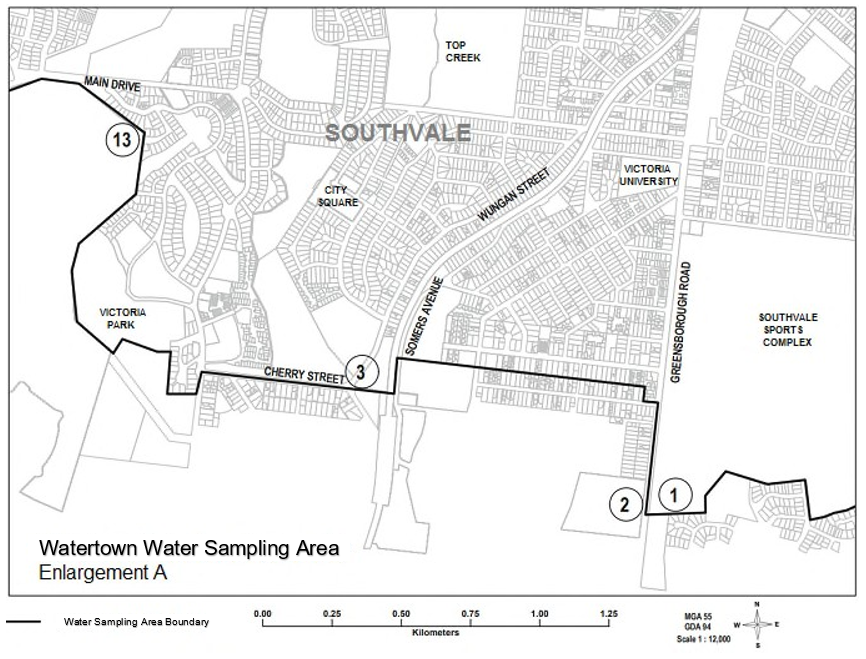 TOP
CREEK
MAIN DRIVE
13
SOUTHVALE
CITY
SQUARE
WUNGAN STREET
VICTORIA
UNIVERSITY
VICTORIA
PARK
SOMERS AVENUE
GREENSBOROUGH ROAD
SOUTHVALE
SPORTS
COMPLEX
CHERRY STREET
3
2
1
Watertown Water Sampling Area
Enlargement A
Water Sampling Area Boundary
0.00 0.25 0.50 0.75 1.00 1.25
Kilometers
MGA 55
GDA 94
Scale 1 : 12,000
N
W E
S